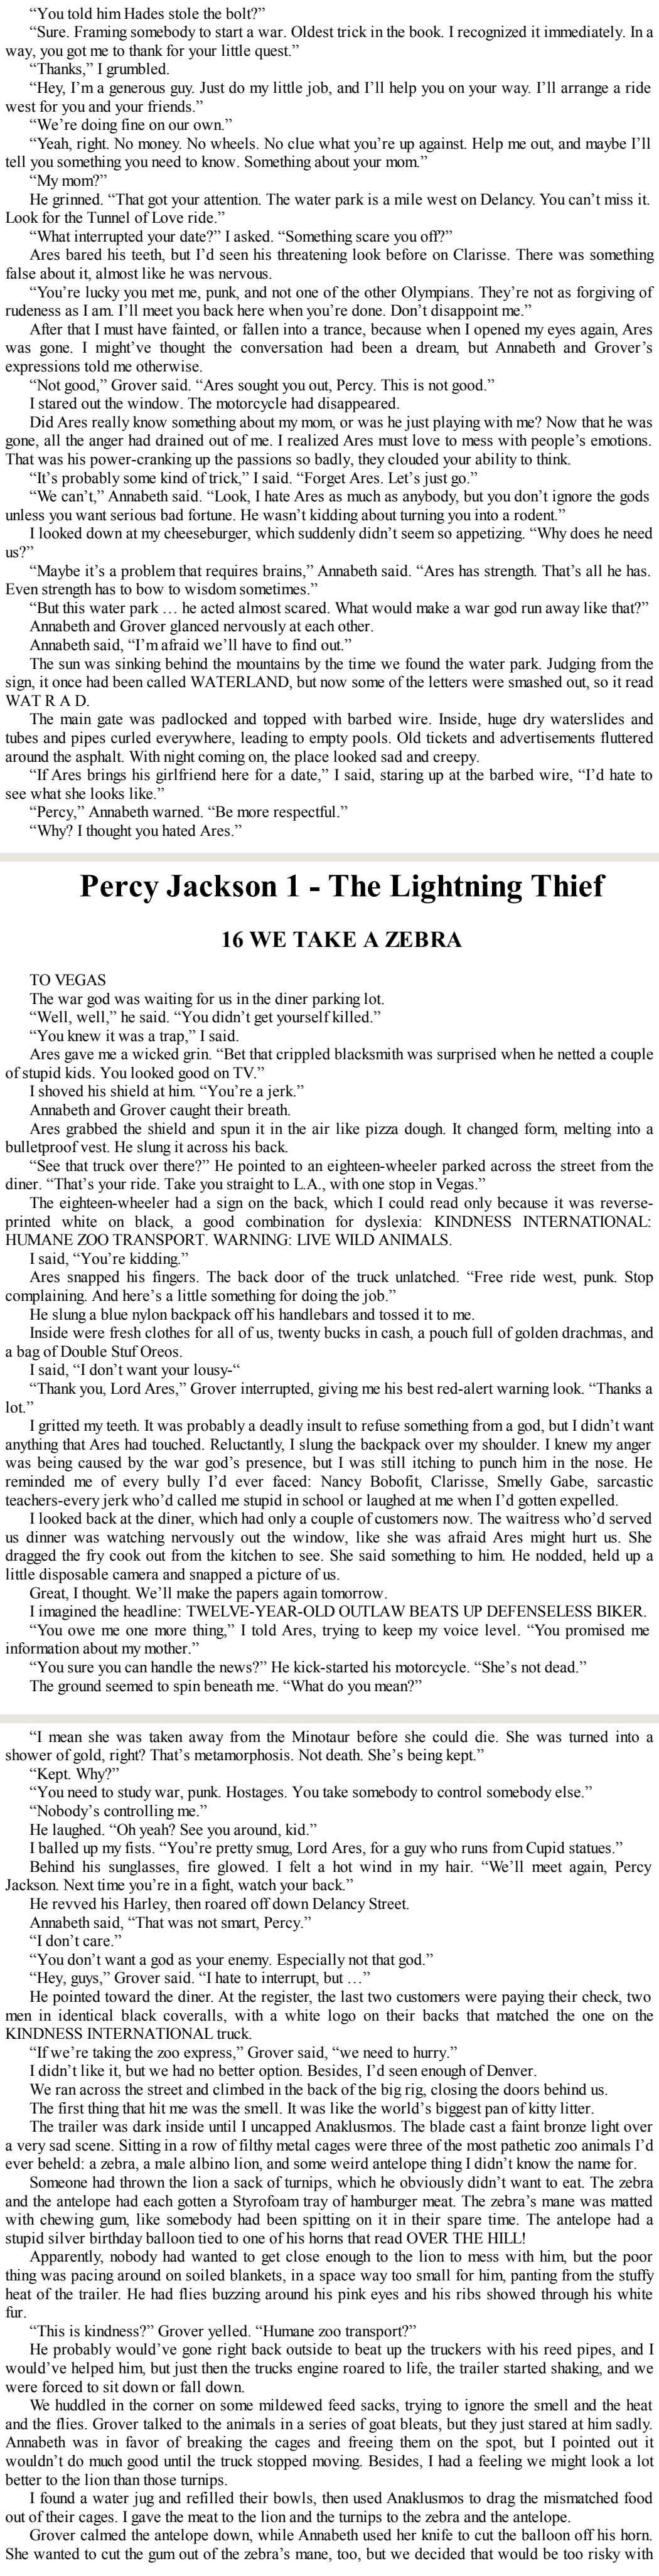 “You told him Hades stole the bolt?”
“Sure. Framing somebody to start a war. Oldest trick in the book. I recognized it immediately. In a
way, you got me to thank for your little quest.”
“Thanks,” I grumbled.
“Hey, I’m a generous guy. Just do my little job, and I’ll help you on your way. I’ll arrange a ride
west for you and your friends.”
“We’re doing fine on our own.”
“Yeah, right. No money. No wheels. No clue what you’re up against. Help me out, and maybe I’ll
tell you something you need to know. Something about your mom.”
“My mom?”
He grinned. “That got your attention. The water park is a mile west on Delancy. You can’t miss it.
Look for the Tunnel of Love ride.”
“What interrupted your date?” I asked. “Something scare you off?”
Ares bared his teeth, but I’d seen his threatening look before on Clarisse. There was something
false about it, almost like he was nervous.
“You’re lucky you met me, punk, and not one of the other Olympians. They’re not as forgiving of
rudeness as I am. I’ll meet you back here when you’re done. Don’t disappoint me.”
After that I must have fainted, or fallen into a trance, because when I opened my eyes again, Ares
was gone. I might’ve thought the conversation had been a dream, but Annabeth and Grover’s
expressions told me otherwise.
“Not good,” Grover said. “Ares sought you out, Percy. This is not good.”
I stared out the window. The motorcycle had disappeared.
Did Ares really know something about my mom, or was he just playing with me? Now that he was
gone, all the anger had drained out of me. I realized Ares must love to mess with people’s emotions.
That was his power-cranking up the passions so badly, they clouded your ability to think.
“It’s probably some kind of trick,” I said. “Forget Ares. Let’s just go.”
“We can’t,” Annabeth said. “Look, I hate Ares as much as anybody, but you don’t ignore the gods
unless you want serious bad fortune. He wasn’t kidding about turning you into a rodent.”
I looked down at my cheeseburger, which suddenly didn’t seem so appetizing. “Why does he need
us?”
“Maybe it’s a problem that requires brains,” Annabeth said. “Ares has strength. That’s all he has.
Even strength has to bow to wisdom sometimes.”
“But this water park … he acted almost scared. What would make a war god run away like that?”
Annabeth and Grover glanced nervously at each other.
Annabeth said, “I’m afraid we’ll have to find out.”
The sun was sinking behind the mountains by the time we found the water park. Judging from the
sign, it once had been called WATERLAND, but now some of the letters were smashed out, so it read
WAT R A D.
The main gate was padlocked and topped with barbed wire. Inside, huge dry waterslides and
tubes and pipes curled everywhere, leading to empty pools. Old tickets and advertisements fluttered
around the asphalt. With night coming on, the place looked sad and creepy.
“If Ares brings his girlfriend here for a date,” I said, staring up at the barbed wire, “I’d hate to
see what she looks like.”
“Percy,” Annabeth warned. “Be more respectful.”
“Why? I thought you hated Ares.”
Percy Jackson 1 - The Lightning Thief
16 WE TAKE A ZEBRA
TO VEGAS
The war god was waiting for us in the diner parking lot.
“Well, well,” he said. “You didn’t get yourself killed.”
“You knew it was a trap,” I said.
Ares gave me a wicked grin. “Bet that crippled blacksmith was surprised when he netted a couple
of stupid kids. You looked good on TV.”
I shoved his shield at him. “You’re a jerk.”
Annabeth and Grover caught their breath.
Ares grabbed the shield and spun it in the air like pizza dough. It changed form, melting into a
bulletproof vest. He slung it across his back.
“See that truck over there?” He pointed to an eighteen-wheeler parked across the street from the
diner. “That’s your ride. Take you straight to L.A., with one stop in Vegas.”
The eighteen-wheeler had a sign on the back, which I could read only because it was reverse-
printed white on black, a good combination for dyslexia: KINDNESS INTERNATIONAL:
HUMANE ZOO TRANSPORT. WARNING: LIVE WILD ANIMALS.
I said, “You’re kidding.”
Ares snapped his fingers. The back door of the truck unlatched. “Free ride west, punk. Stop
complaining. And here’s a little something for doing the job.”
He slung a blue nylon backpack off his handlebars and tossed it to me.
Inside were fresh clothes for all of us, twenty bucks in cash, a pouch full of golden drachmas, and
a bag of Double Stuf Oreos.
I said, “I don’t want your lousy-“
“Thank you, Lord Ares,” Grover interrupted, giving me his best red-alert warning look. “Thanks a
lot.”
I gritted my teeth. It was probably a deadly insult to refuse something from a god, but I didn’t want
anything that Ares had touched. Reluctantly, I slung the backpack over my shoulder. I knew my anger
was being caused by the war god’s presence, but I was still itching to punch him in the nose. He
reminded me of every bully I’d ever faced: Nancy Bobofit, Clarisse, Smelly Gabe, sarcastic
teachers-every jerk who’d called me stupid in school or laughed at me when I’d gotten expelled.
I looked back at the diner, which had only a couple of customers now. The waitress who’d served
us dinner was watching nervously out the window, like she was afraid Ares might hurt us. She
dragged the fry cook out from the kitchen to see. She said something to him. He nodded, held up a
little disposable camera and snapped a picture of us.
Great, I thought. We’ll make the papers again tomorrow.
I imagined the headline: TWELVE-YEAR-OLD OUTLAW BEATS UP DEFENSELESS BIKER.
“You owe me one more thing,” I told Ares, trying to keep my voice level. “You promised me
information about my mother.”
“You sure you can handle the news?” He kick-started his motorcycle. “She’s not dead.”
The ground seemed to spin beneath me. “What do you mean?”
“I mean she was taken away from the Minotaur before she could die. She was turned into a
shower of gold, right? That’s metamorphosis. Not death. She’s being kept.”
“Kept. Why?”
“You need to study war, punk. Hostages. You take somebody to control somebody else.”
“Nobody’s controlling me.”
He laughed. “Oh yeah? See you around, kid.”
I balled up my fists. “You’re pretty smug, Lord Ares, for a guy who runs from Cupid statues.”
Behind his sunglasses, fire glowed. I felt a hot wind in my hair. “We’ll meet again, Percy
Jackson. Next time you’re in a fight, watch your back.”
He revved his Harley, then roared off down Delancy Street.
Annabeth said, “That was not smart, Percy.”
“I don’t care.”
“You don’t want a god as your enemy. Especially not that god.”
“Hey, guys,” Grover said. “I hate to interrupt, but …”
He pointed toward the diner. At the register, the last two customers were paying their check, two
men in identical black coveralls, with a white logo on their backs that matched the one on the
KINDNESS INTERNATIONAL truck.
“If we’re taking the zoo express,” Grover said, “we need to hurry.”
I didn’t like it, but we had no better option. Besides, I’d seen enough of Denver.
We ran across the street and climbed in the back of the big rig, closing the doors behind us.
The first thing that hit me was the smell. It was like the world’s biggest pan of kitty litter.
The trailer was dark inside until I uncapped Anaklusmos. The blade cast a faint bronze light over
a very sad scene. Sitting in a row of filthy metal cages were three of the most pathetic zoo animals I’d
ever beheld: a zebra, a male albino lion, and some weird antelope thing I didn’t know the name for.
Someone had thrown the lion a sack of turnips, which he obviously didn’t want to eat. The zebra
and the antelope had each gotten a Styrofoam tray of hamburger meat. The zebra’s mane was matted
with chewing gum, like somebody had been spitting on it in their spare time. The antelope had a
stupid silver birthday balloon tied to one of his horns that read OVER THE HILL!
Apparently, nobody had wanted to get close enough to the lion to mess with him, but the poor
thing was pacing around on soiled blankets, in a space way too small for him, panting from the stuffy
heat of the trailer. He had flies buzzing around his pink eyes and his ribs showed through his white
fur.
“This is kindness?” Grover yelled. “Humane zoo transport?”
He probably would’ve gone right back outside to beat up the truckers with his reed pipes, and I
would’ve helped him, but just then the trucks engine roared to life, the trailer started shaking, and we
were forced to sit down or fall down.
We huddled in the corner on some mildewed feed sacks, trying to ignore the smell and the heat
and the flies. Grover talked to the animals in a series of goat bleats, but they just stared at him sadly.
Annabeth was in favor of breaking the cages and freeing them on the spot, but I pointed out it
wouldn’t do much good until the truck stopped moving. Besides, I had a feeling we might look a lot
better to the lion than those turnips.
I found a water jug and refilled their bowls, then used Anaklusmos to drag the mismatched food
out of their cages. I gave the meat to the lion and the turnips to the zebra and the antelope.
Grover calmed the antelope down, while Annabeth used her knife to cut the balloon off his horn.
She wanted to cut the gum out of the zebra’s mane, too, but we decided that would be too risky with